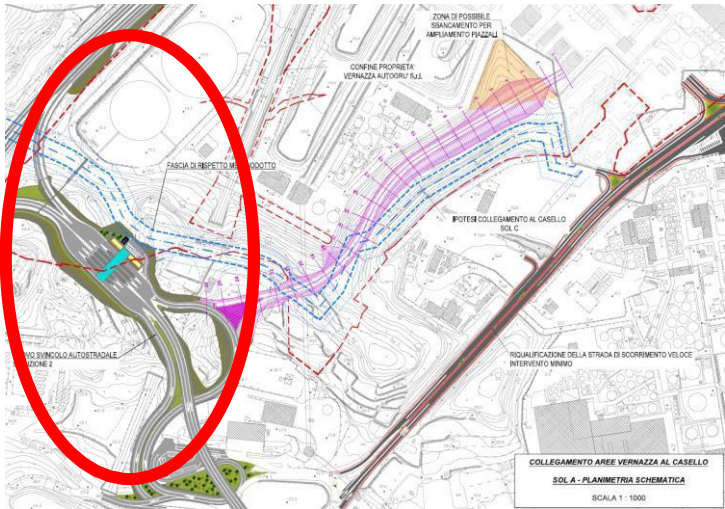 ZONA DI POSSIBILE
SBANCAMENTO PER
AMPLIAMENTO PIAZZALI
CONFINE PROPRIETA'
VERNAZZA AUTOGRU' S.r.l.
FASCIA DI RISPETTO METANODOTTO
IPOTESI COLLEGAMENTO AL CASELLO
SOL C
OVO SVINCOLO AUTOSTRADALE
UZIONE 2
RIQUALIFICAZIONE DELLA STRADA DI SCORRIMENTO VELOCE
INTERVENTO MINIMO
COLLEGAMENTO AREE VERNAZZA AL CASELLO
SOL A - PLANIMETRIA SCHEMATICA
SCALA 1 : 1000